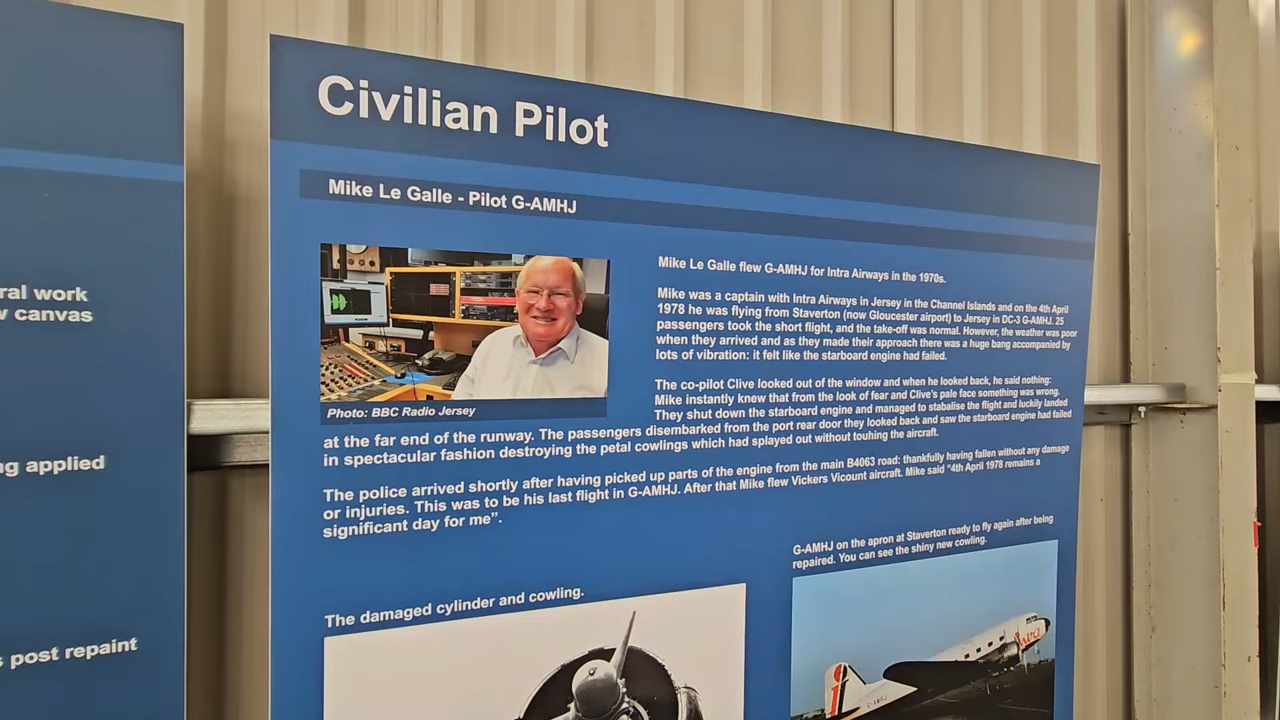 Civilian Pilot
Mike Le Galle - Pilot G-AMHJ
Mike Le Galle flew G-AMHJ for Intra Airways in the 1970s.
Mike was a captain with Intra Airways in Jersey in the Channel Islands and on the 4th April
1978 he was flying from Staverton (now Gloucester airport) to Jersey in DC-3 G-AMHJ. 25
passengers took the short flight, and the take-off was normal. However, the weather was poor
when they arrived and as they made their approach there was a huge bang accompanied by
lots of vibration: it felt like the starboard engine had failed.
The co-pilot Clive looked out of the window and when he looked back, he said nothing:
Mike instantly knew that from the look of fear and Clive's pale face something was wrong.
They shut down the starboard engine and managed to stabalise the flight and luckily landed
at the far end of the runway. The passengers disembarked from the port rear door they looked back and saw the starboard engine had failed
in spectacular fashion destroying the petal cowlings which had splayed out without touhing the aircraft.
The police arrived shortly after having picked up parts of the engine from the main B4063 road: thankfully having fallen without any damage
or injuries. This was to be his last flight in G-AMHJ. After that Mike flew Vickers Vicount aircraft. Mike said "4th April 1978 remains a
significant day for me".
Photo: BBC Radio Jersey
The damaged cylinder and cowling.
G-AMHJ on the apron at Staverton ready to fly again after being
repaired. You can see the shiny new cowling.
G-AMHJ
ral work
canvas
applied
post repaint